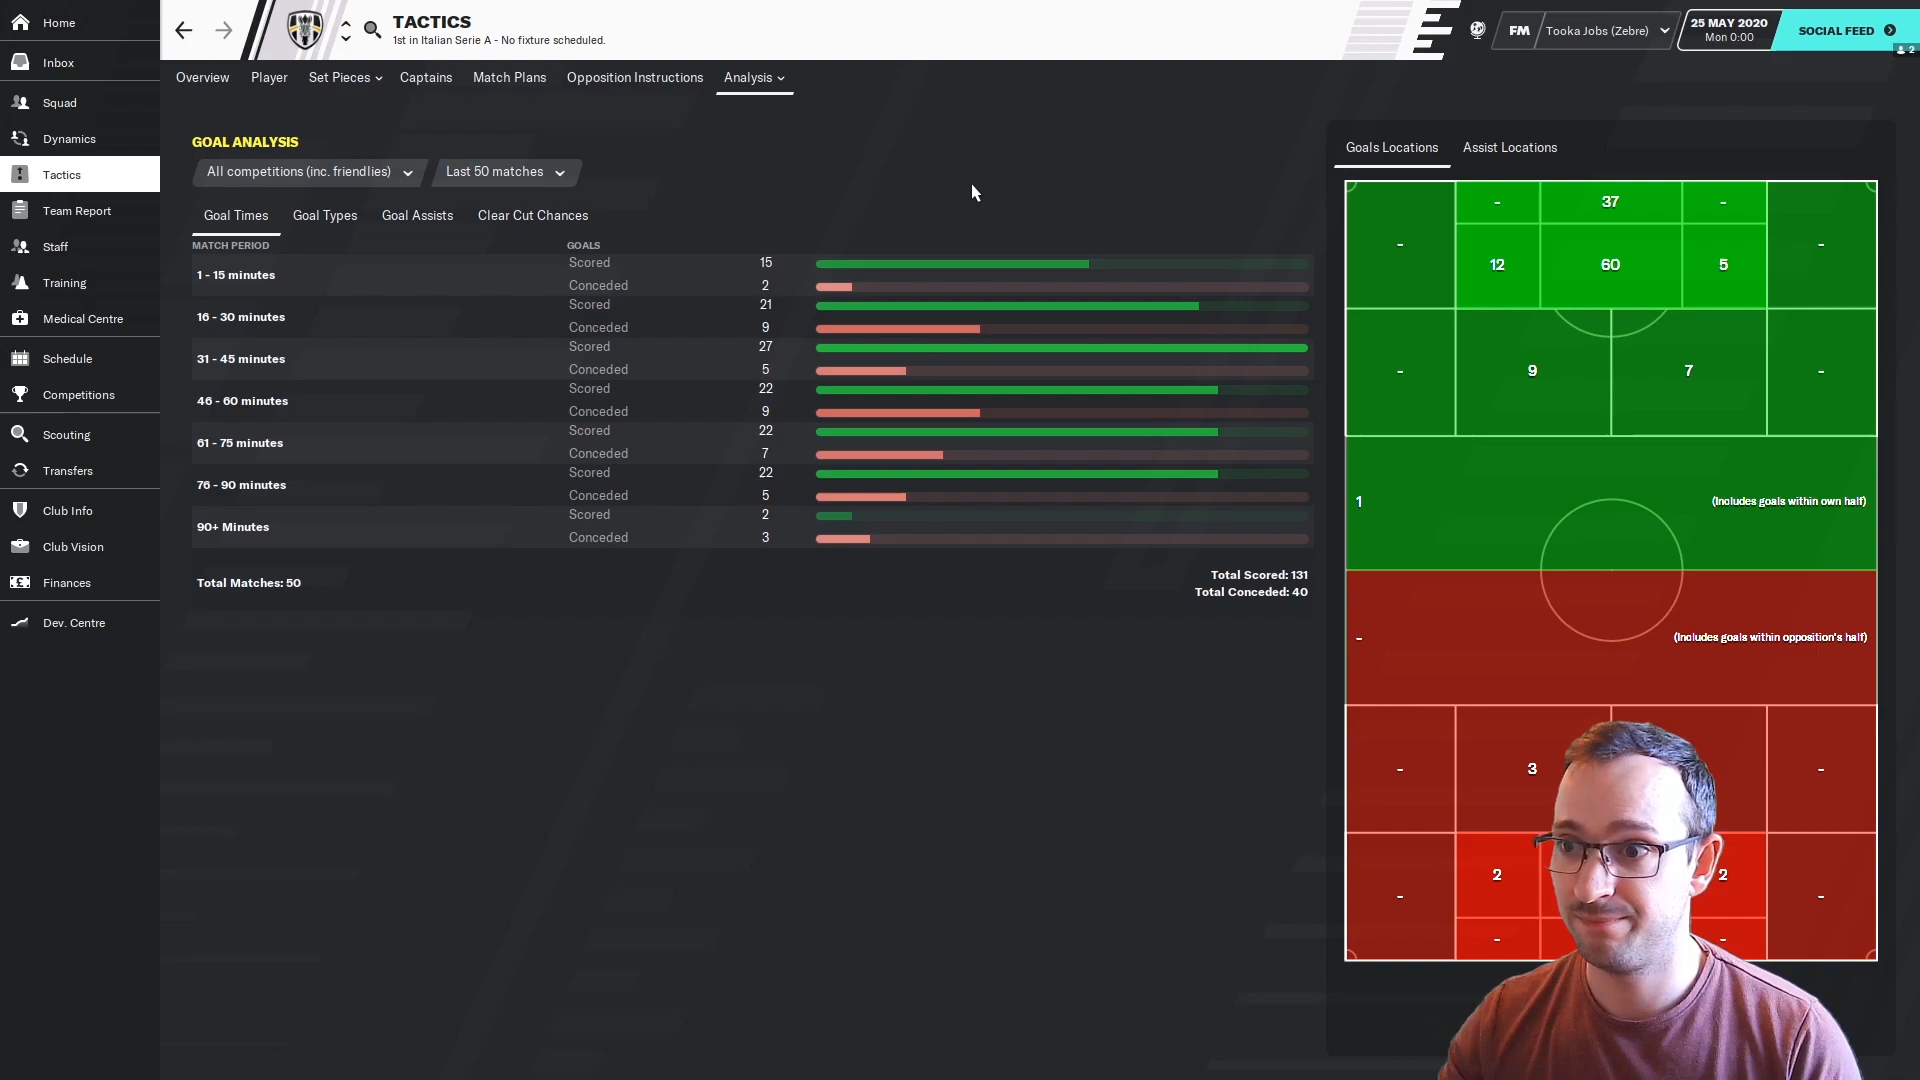 Home
Inbox
Squad
Dynamics
Tactics
Team Report
Staff
Training
Medical Centre
Schedule
Competitions
Scouting
Transfers
Club Info
Club Vision
Finances
Dev. Centre
TACTICS
1st in Italian Serie A - No fixture scheduled.
FM Tooka Jobs (Zebre)
25 MAY 2020
Mon 0:00
SOCIAL FEED
2
Overview Player Set Pieces Captains Match Plans Opposition Instructions Analysis
GOAL ANALYSIS
All competitions (inc. friendlies) Last 50 matches
Goal Times Goal Types Goal Assists Clear Cut Chances
MATCH PERIOD GOALS
1 - 15 minutes
Scored 15
Conceded 2
16 - 30 minutes
Scored 21
Conceded 9
31 - 45 minutes
Scored 27
Conceded 5
46 - 60 minutes
Scored 22
Conceded 9
61 - 75 minutes
Scored 22
Conceded 7
76 - 90 minutes
Scored 22
Conceded 5
90+ Minutes
Scored 2
Conceded 3
Total Matches: 50
Total Scored: 131
Total Conceded: 40
Goals Locations Assist Locations
- 37 -
- -
12 60 5
- 9 7 -
1 (Includes goals within own half)
- (Includes goals within opposition's half)
- 3 -
2 2
- -
- -